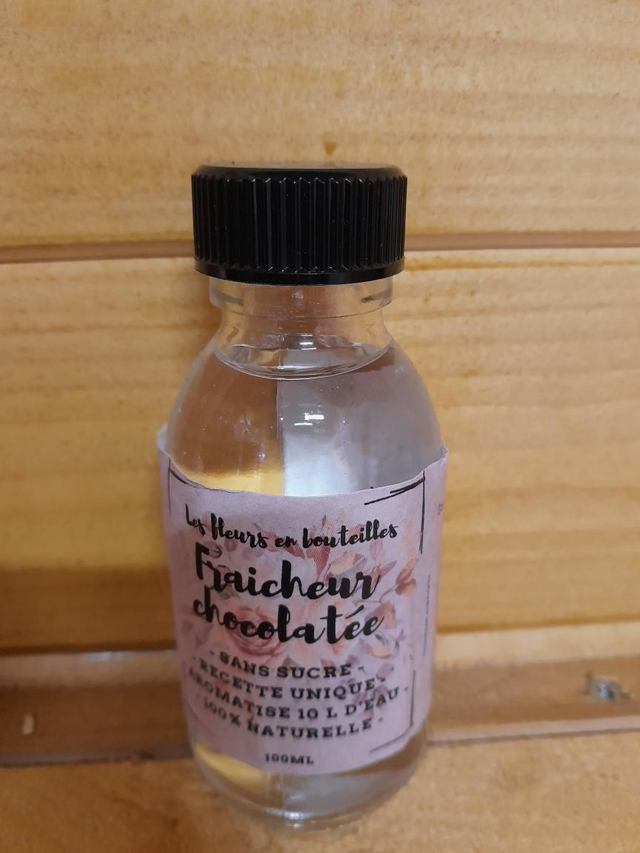 Les fleurs en bouteilles
Fraicheur
chocolatée
- SANS SUCRE -
- RECETTE UNIQUE -
- AROMATISE 10 L D'EAU -
- 100% NATURELLE -
100ML